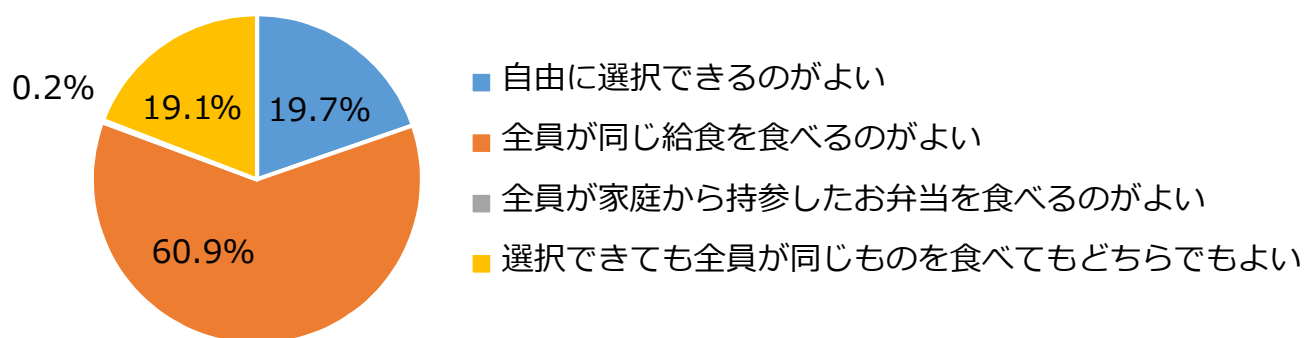 0.2%
19.1%
19.7%
60.9%
自由に選択できるのがよい
全員が同じ給食を食べるのがよい
全員が家庭から持参したお弁当を食べるのがよい
選択できても全員が同じものを食べてもどちらでもよい